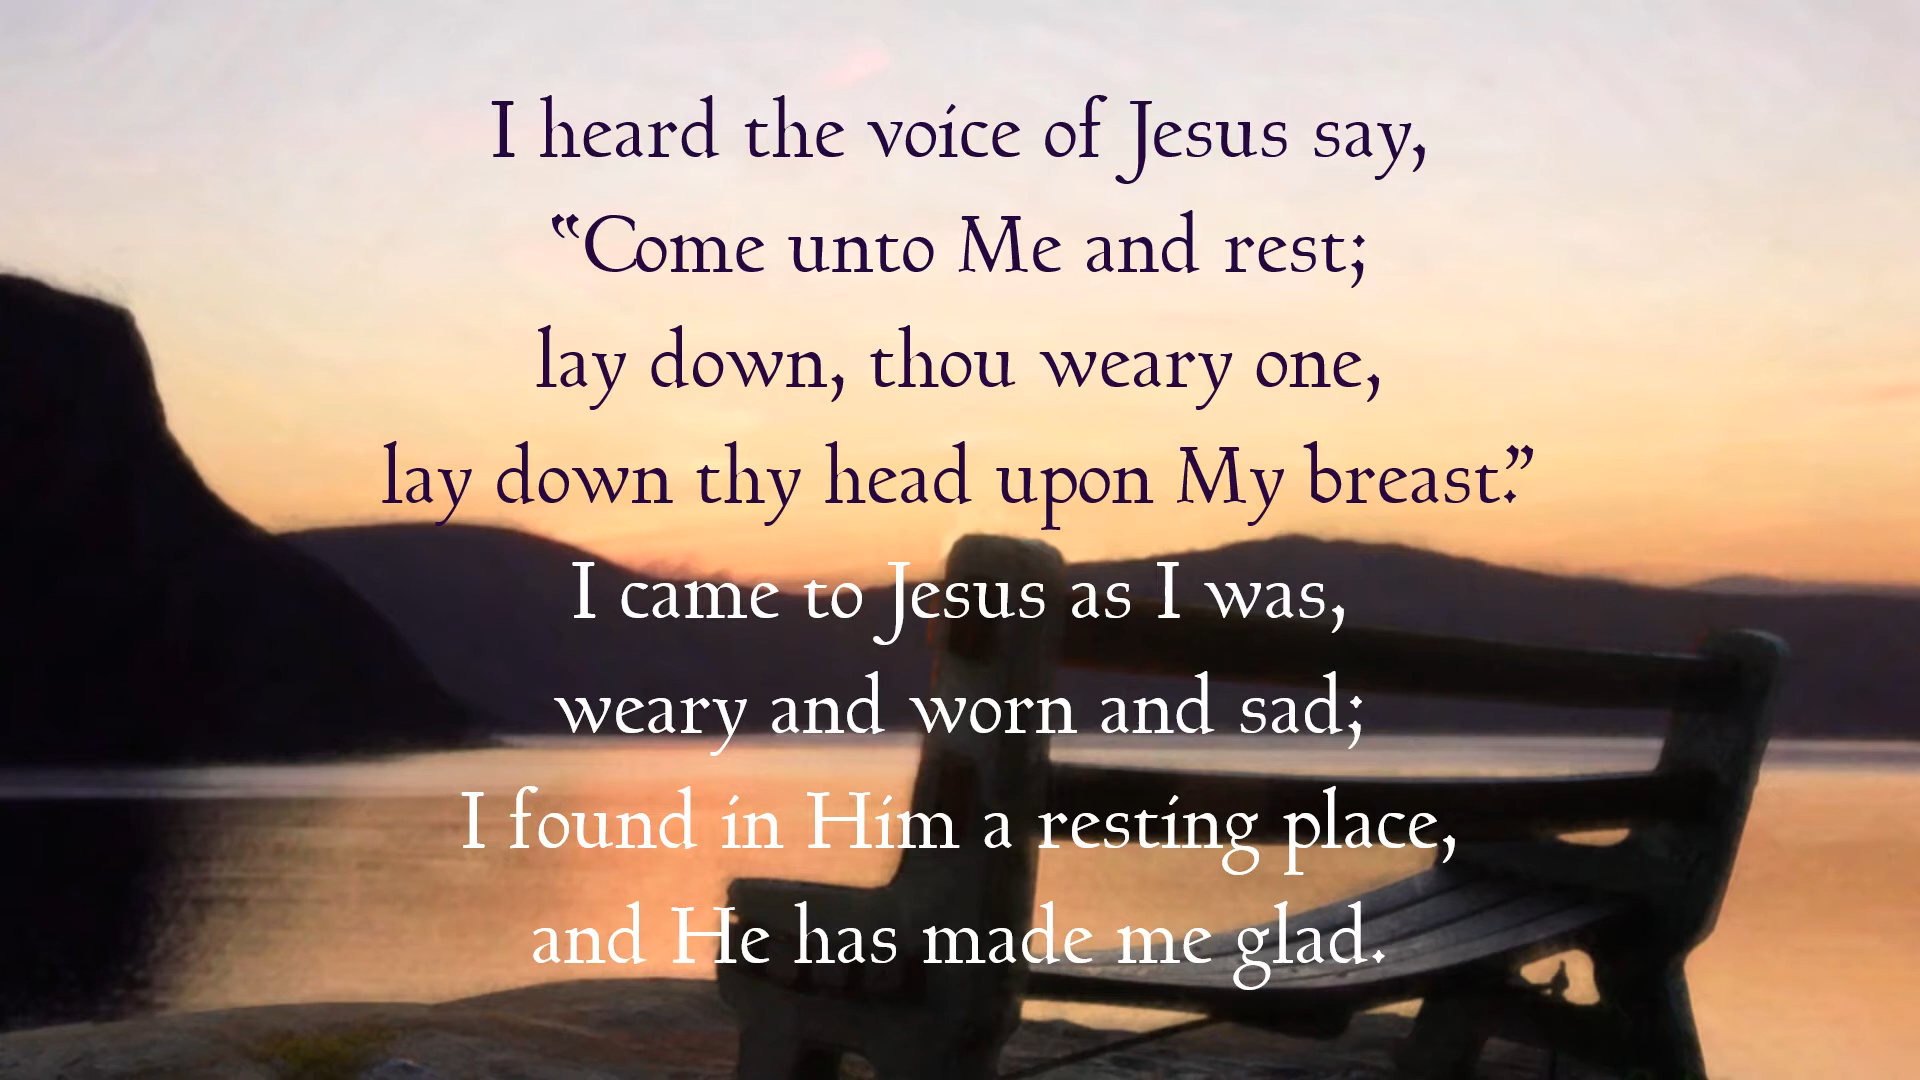 I heard the voice of Jesus say,
“Come unto Me and rest;
lay down, thou weary one,
lay down thy head upon My breast.”
I came to Jesus as I was,
weary and worn and sad;
I found in Him a resting place,
and He has made me glad.